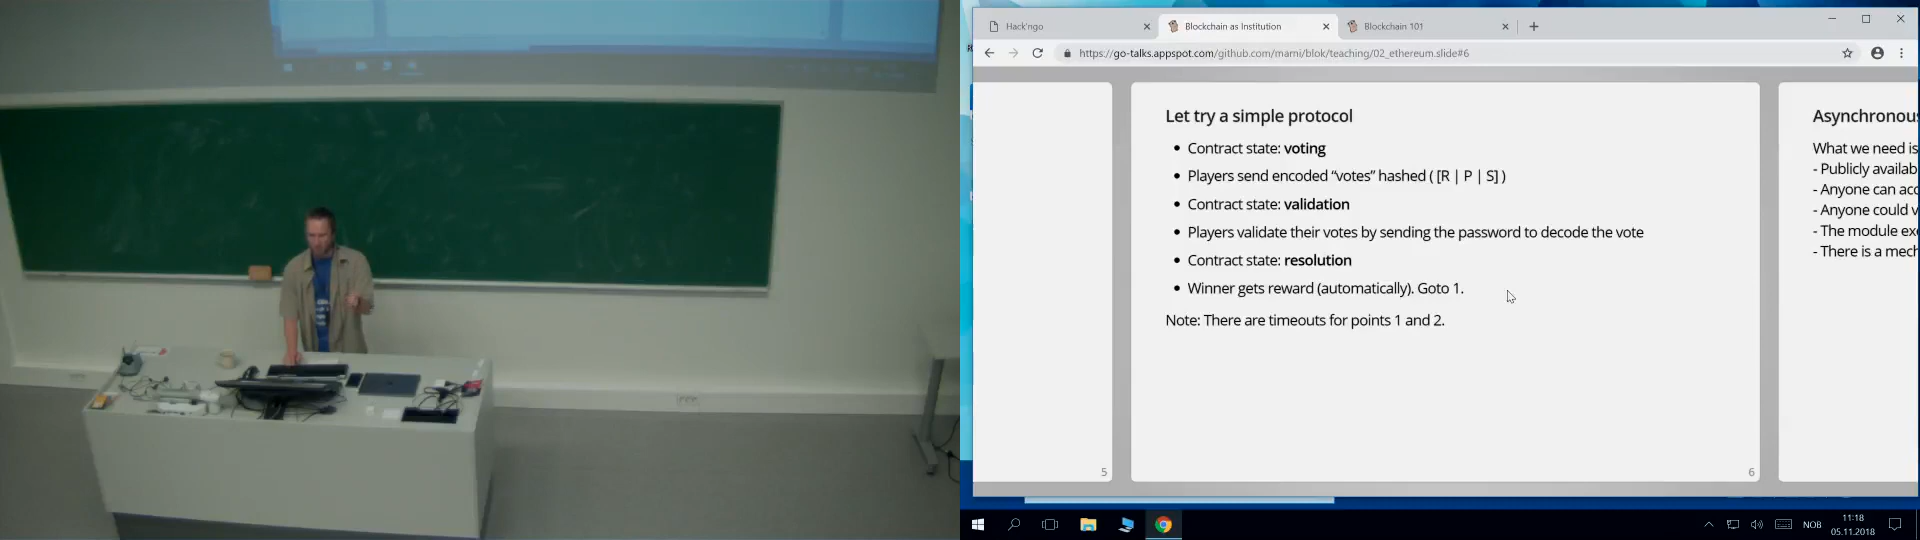 Hack'ngo
Blockchain as Institution
Blockchain 101
https://go-talks.appspot.com/github.com/marni/blok/teaching/02_ethereum.slide#6
Let try a simple protocol
• Contract state: voting
• Players send encoded “votes” hashed ( [R | P | S] )
• Contract state: validation
• Players validate their votes by sending the password to decode the vote
• Contract state: resolution
• Winner gets reward (automatically). Goto 1.
Note: There are timeouts for points 1 and 2.
5
6
Asynchronous
What we need is
- Publicly availab
- Anyone can acc
- Anyone could v
- The module exe
- There is a mech
NOB
11:18
05.11.2018